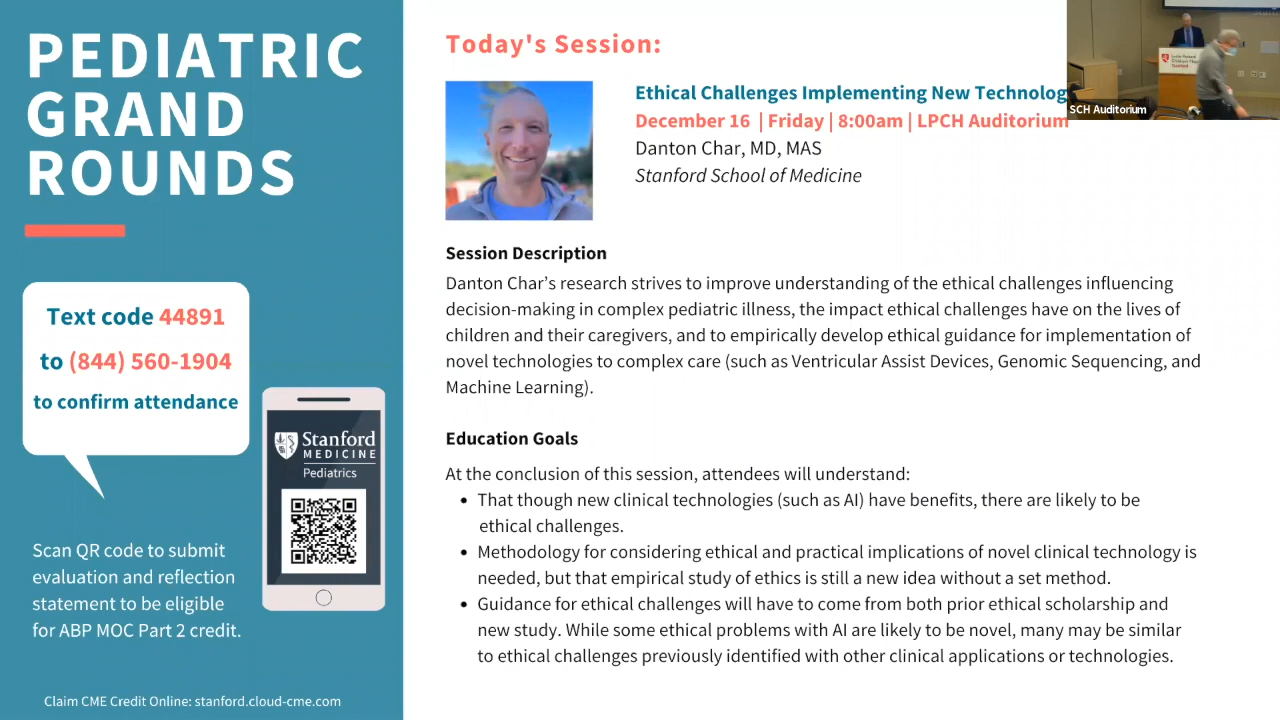 PEDIATRIC
GRAND
ROUNDS
Text code 44891
to (844) 560-1904
to confirm attendance
Stanford
MEDICINE
Pediatrics
Scan QR code to submit
evaluation and reflection
statement to be eligible
for ABP MOC Part 2 credit.
Claim CME Credit Online: stanford.cloud-cme.com
Today's Session:
Ethical Challenges Implementing New Technolog
December 16 | Friday | 8:00am | LPCH Auditorium
Danton Char, MD, MAS
Stanford School of Medicine
Session Description
Danton Char’s research strives to improve understanding of the ethical challenges influencing
decision-making in complex pediatric illness, the impact ethical challenges have on the lives of
children and their caregivers, and to empirically develop ethical guidance for implementation of
novel technologies to complex care (such as Ventricular Assist Devices, Genomic Sequencing, and
Machine Learning).
Education Goals
At the conclusion of this session, attendees will understand:
• That though new clinical technologies (such as AI) have benefits, there are likely to be
ethical challenges.
• Methodology for considering ethical and practical implications of novel clinical technology is
needed, but that empirical study of ethics is still a new idea without a set method.
• Guidance for ethical challenges will have to come from both prior ethical scholarship and
new study. While some ethical problems with AI are likely to be novel, many may be similar
to ethical challenges previously identified with other clinical applications or technologies.
SCH Auditorium